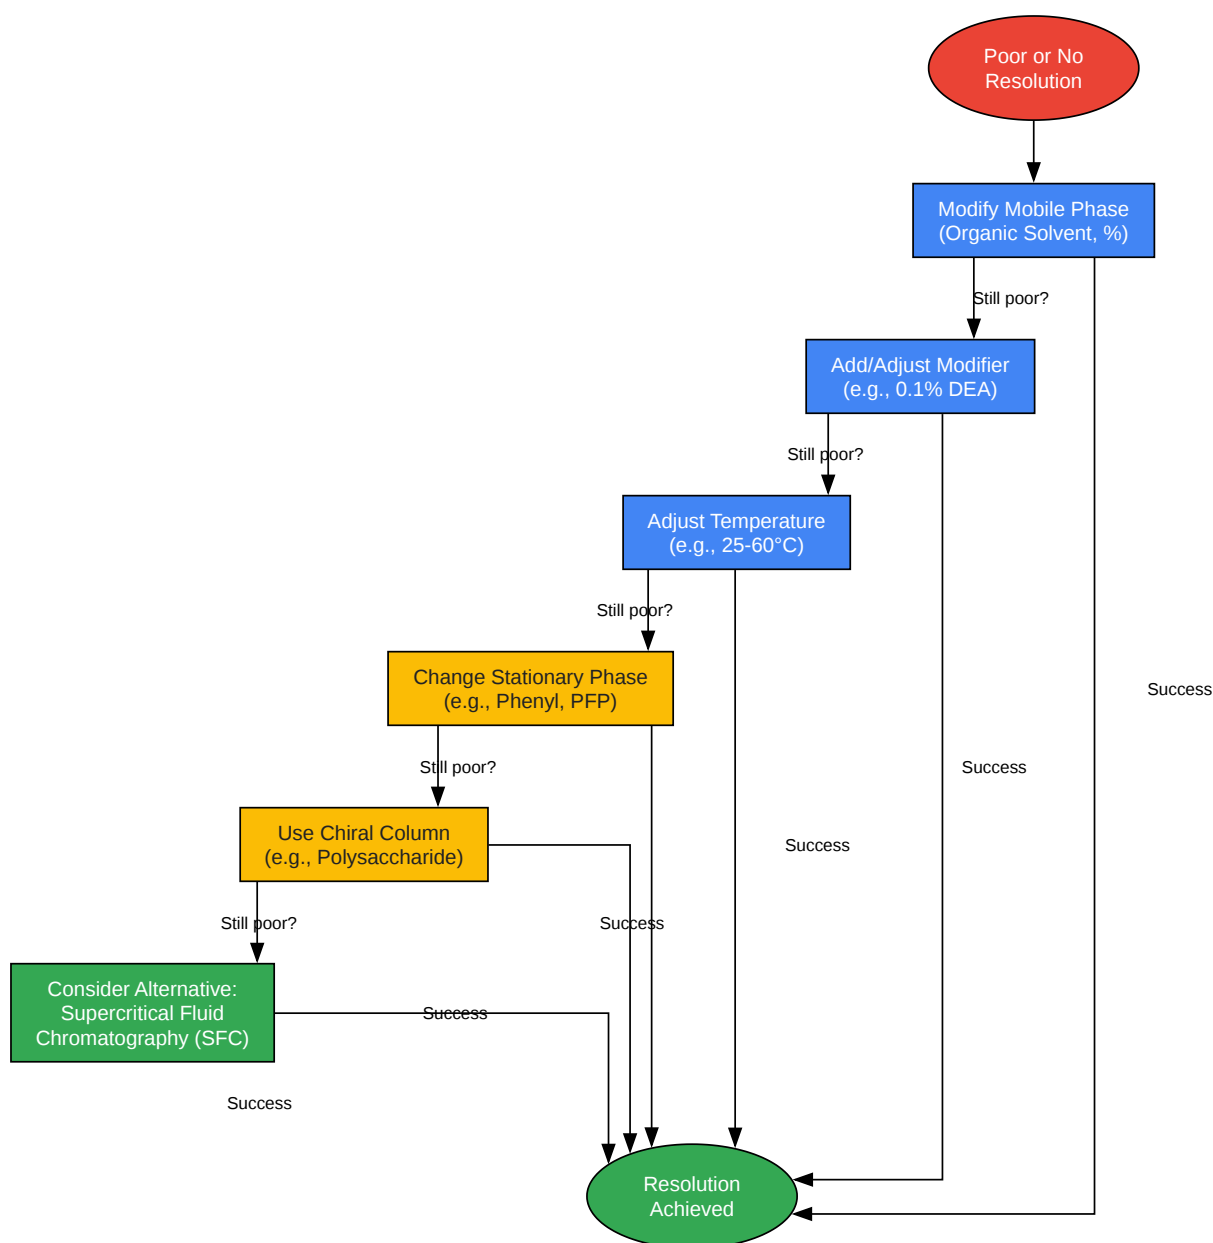 Poor or No
Resolution
Modify Mobile Phase
(Organic Solvent, %)
Still poor?
Add/Adjust Modifier
(e.g., 0.1% DEA)
Still poor?
Adjust Temperature
(e.g., 25-60°C)
Still poor?
Change Stationary Phase
(e.g., Phenyl, PFP)
Success
Still poor?
Success
Use Chiral Column
(e.g., Polysaccharide)
Success
Still poor?
Success
Consider Alternative:
Supercritical Fluid
Chromatography (SFC)
Success
Success
Resolution
Achieved